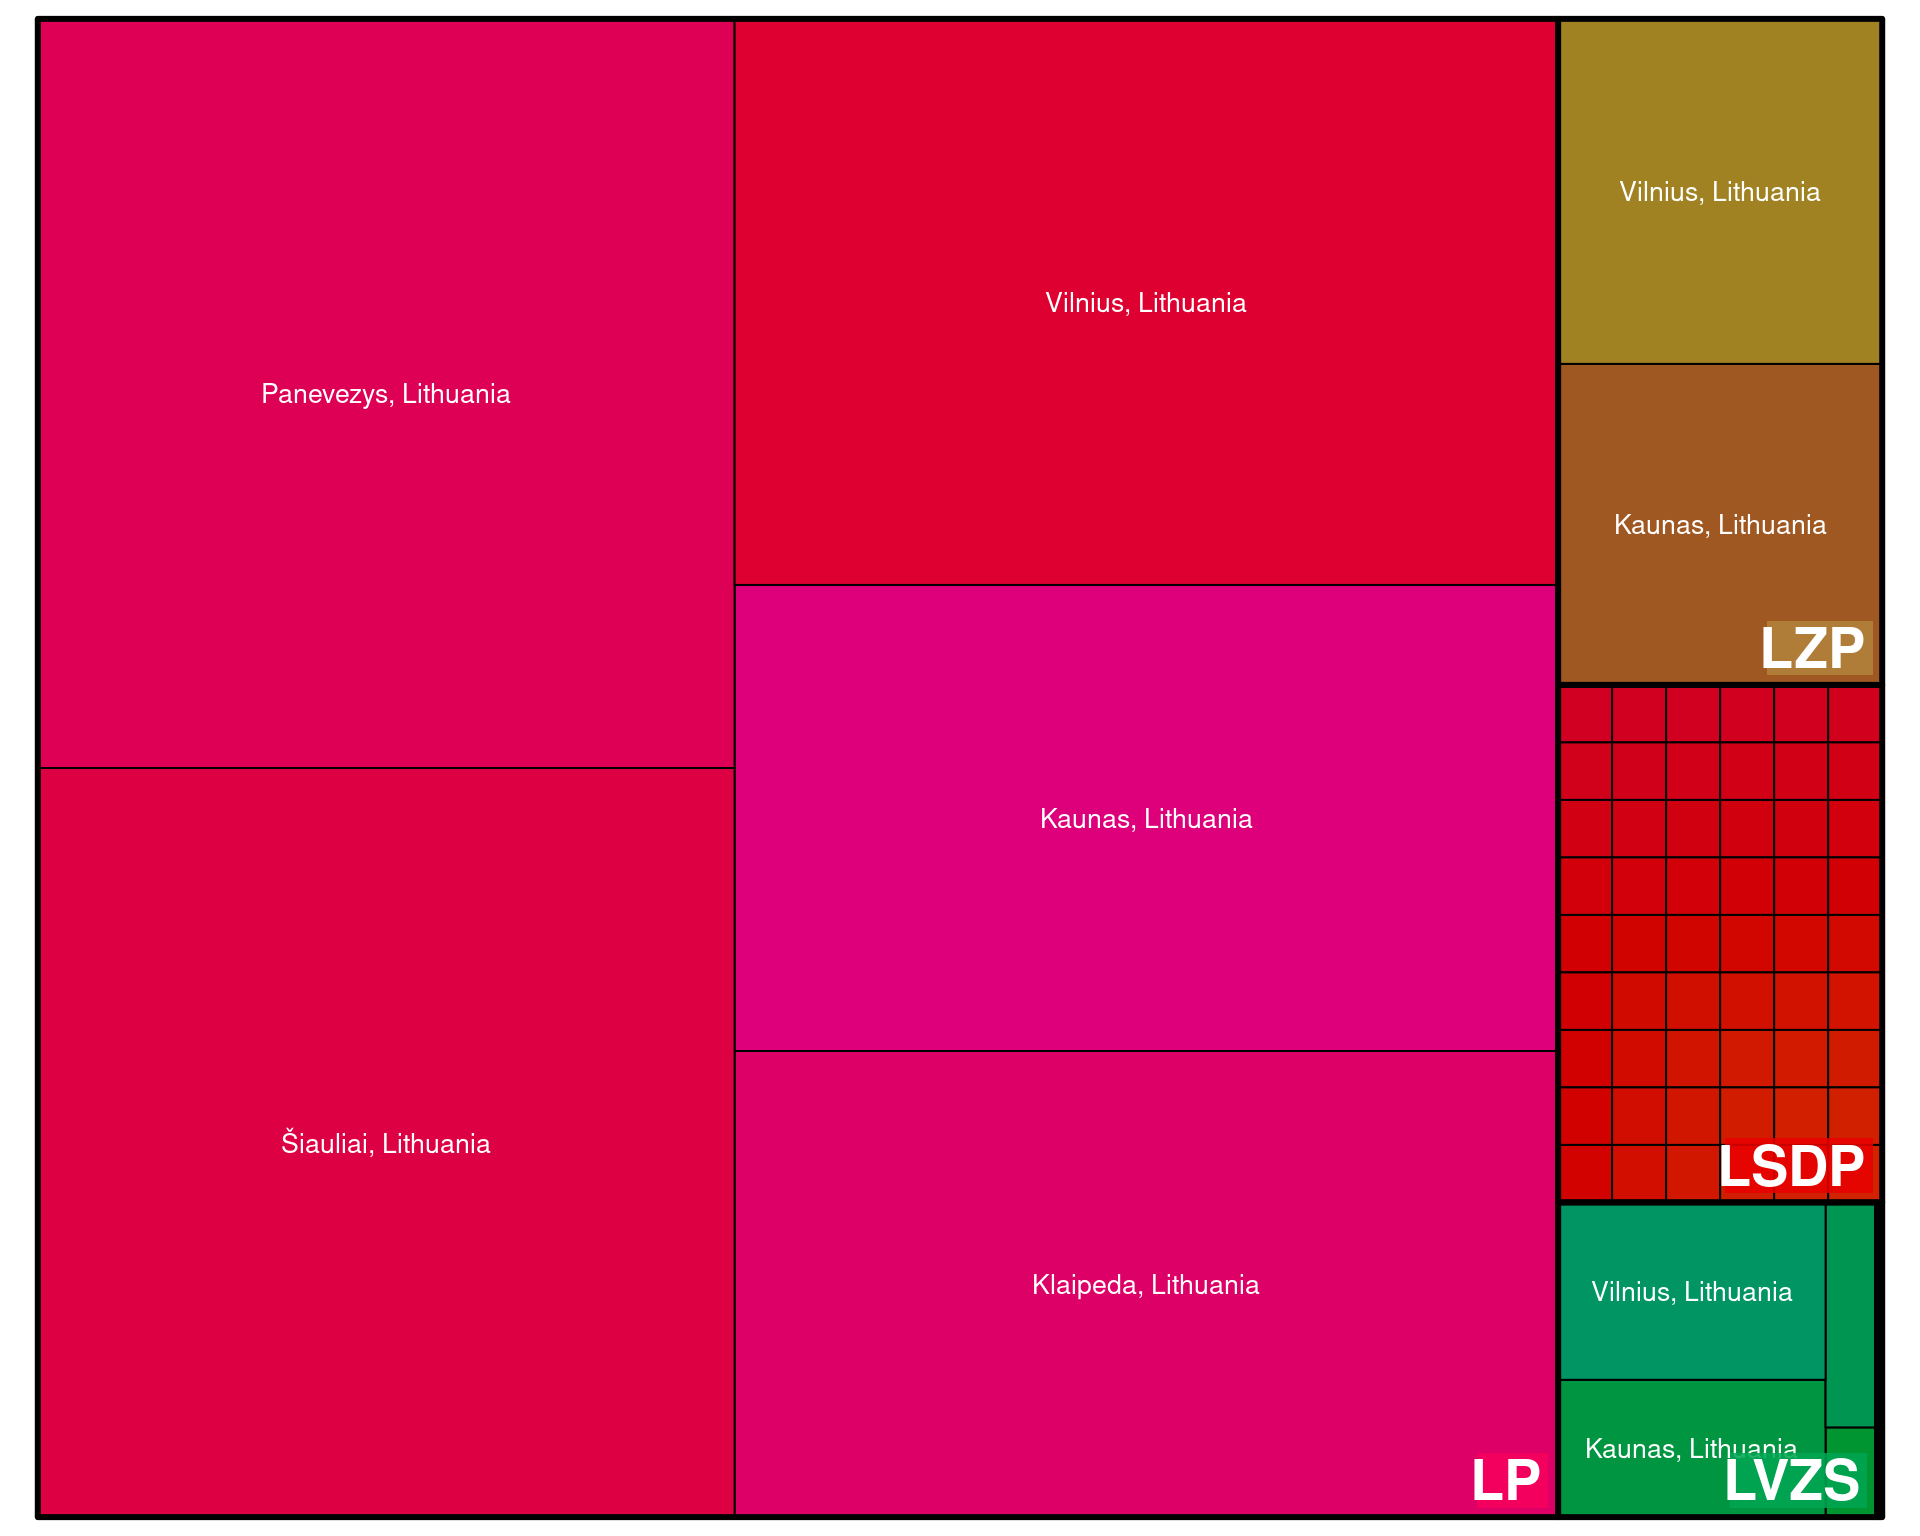 Panevezys, Lithuania
Šiauliai, Lithuania
Vilnius, Lithuania
Kaunas, Lithuania
Klaipeda, Lithuania
LP
Vilnius, Lithuania
Kaunas, Lithuania
LZP
LSDP
Vilnius, Lithuania
Kaunas, Lithuania
LVZS